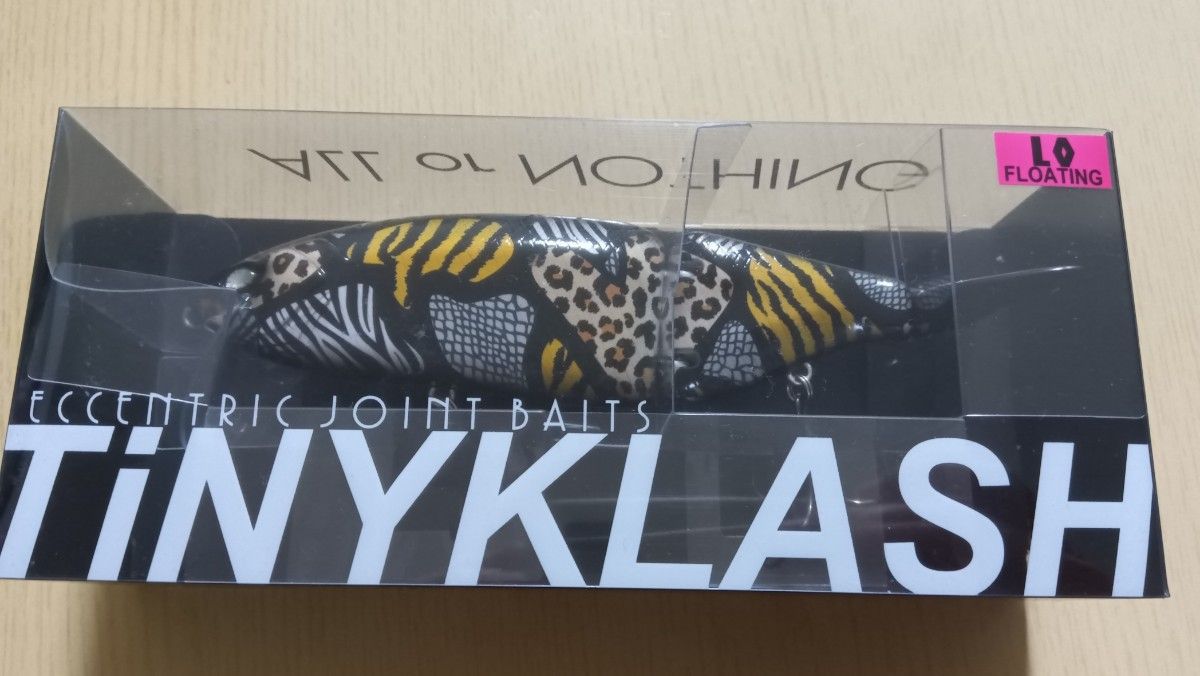 ALL or NOTHING
LO
FLOATING
ECCENTRIC JOINT BAITS
TiNYKLASH